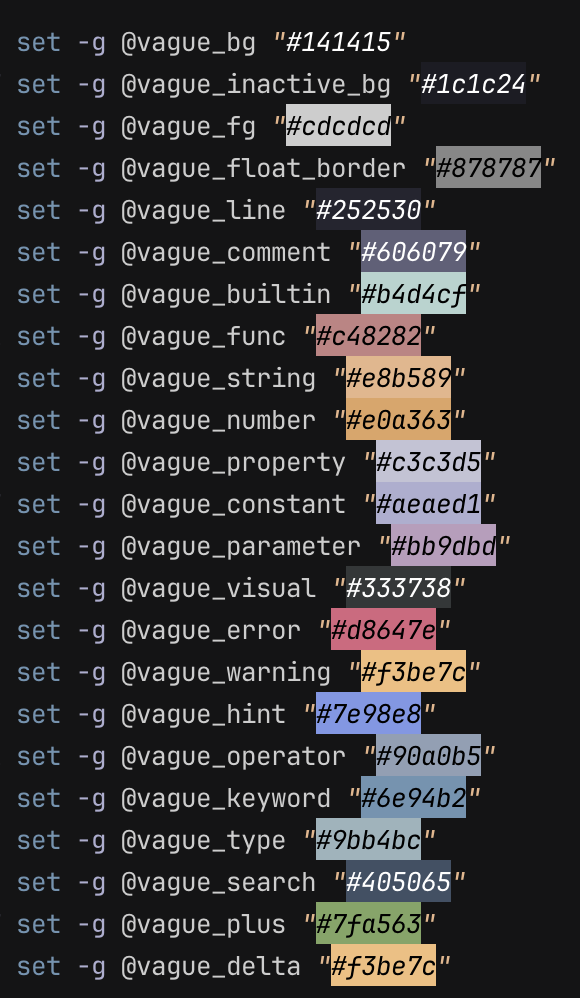 set -g @vague_bg "#141415"
set -g @vague_inactive_bg "#1c1c24"
set -g @vague_fg "#cdcdcd"
set -g @vague_float_border "#878787"
set -g @vague_line "#252530"
set -g @vague_comment "#606079"
set -g @vague_builtin "#b4d4cf"
set -g @vague_func "#c48282"
set -g @vague_string "#e8b589"
set -g @vague_number "#e0a363"
set -g @vague_property "#c3c3d5"
set -g @vague_constant "#aeaed1"
set -g @vague_parameter "#bb9dbd"
set -g @vague_visual "#333738"
set -g @vague_error "#d8647e"
set -g @vague_warning "#f3be7c"
set -g @vague_hint "#7e98e8"
set -g @vague_operator "#90a0b5"
set -g @vague_keyword "#6e94b2"
set -g @vague_type "#9bb4bc"
set -g @vague_search "#405065"
set -g @vague_plus "#7fa563"
set -g @vague_delta "#f3be7c"